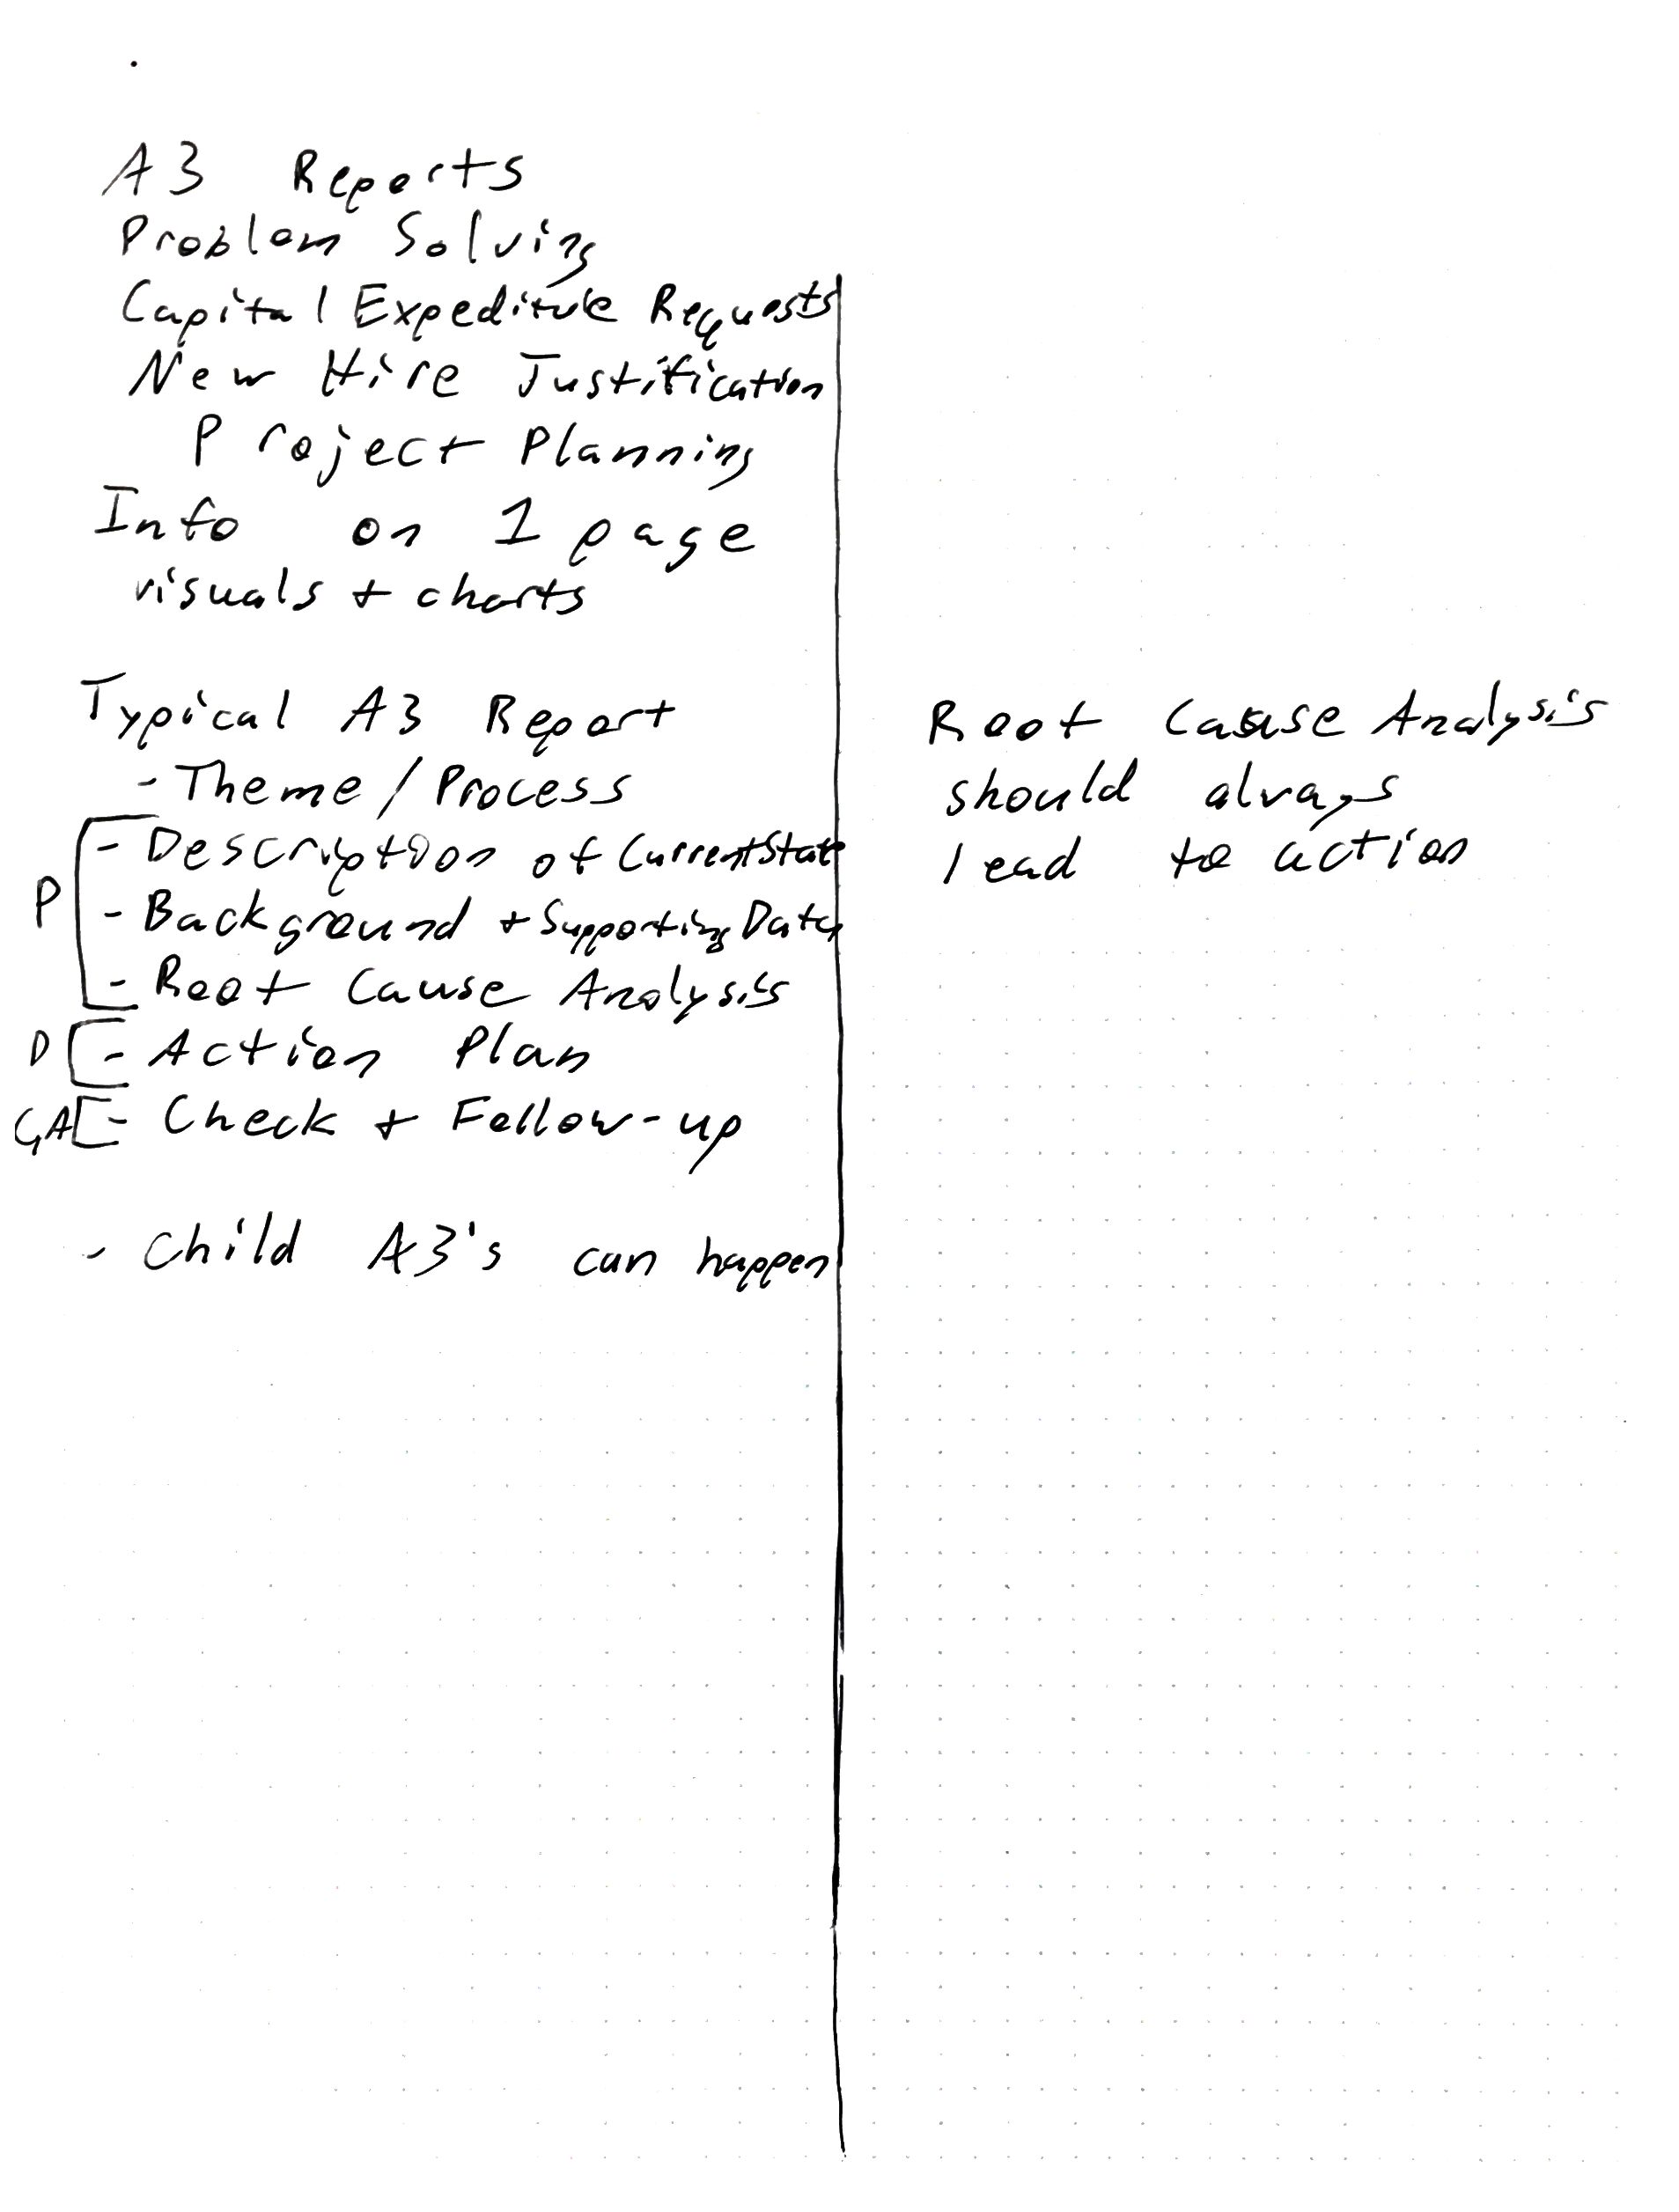 A3 Reports
Problem Solving
Capital Expediture Requests
New Hire Justification
Project Planning
Info on 1 page
visuals + charts
Typical A3 Report
- Theme / Process
P
- Description of Current State
- Background + Supporting Data
- Root Cause Analysis
D - Action Plan
C,A - Check + Follow-up
- Child A3's can happen
Root Cause Analysis
should always
lead to action